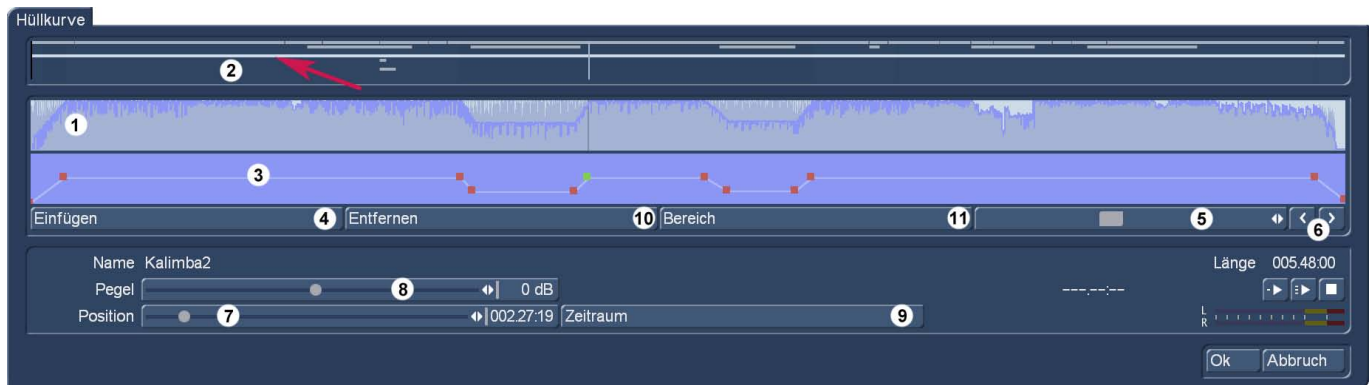 Hüllkurve
2
1
3
Einfügen 4 Entfernen 10 Bereich 11 5 < >
6
Name Kalimba2 Länge 005.48:00
Pegel 8 0 dB ---.--:--
Position 7 002.27:19 Zeitraum 9 L
R
Ok Abbruch